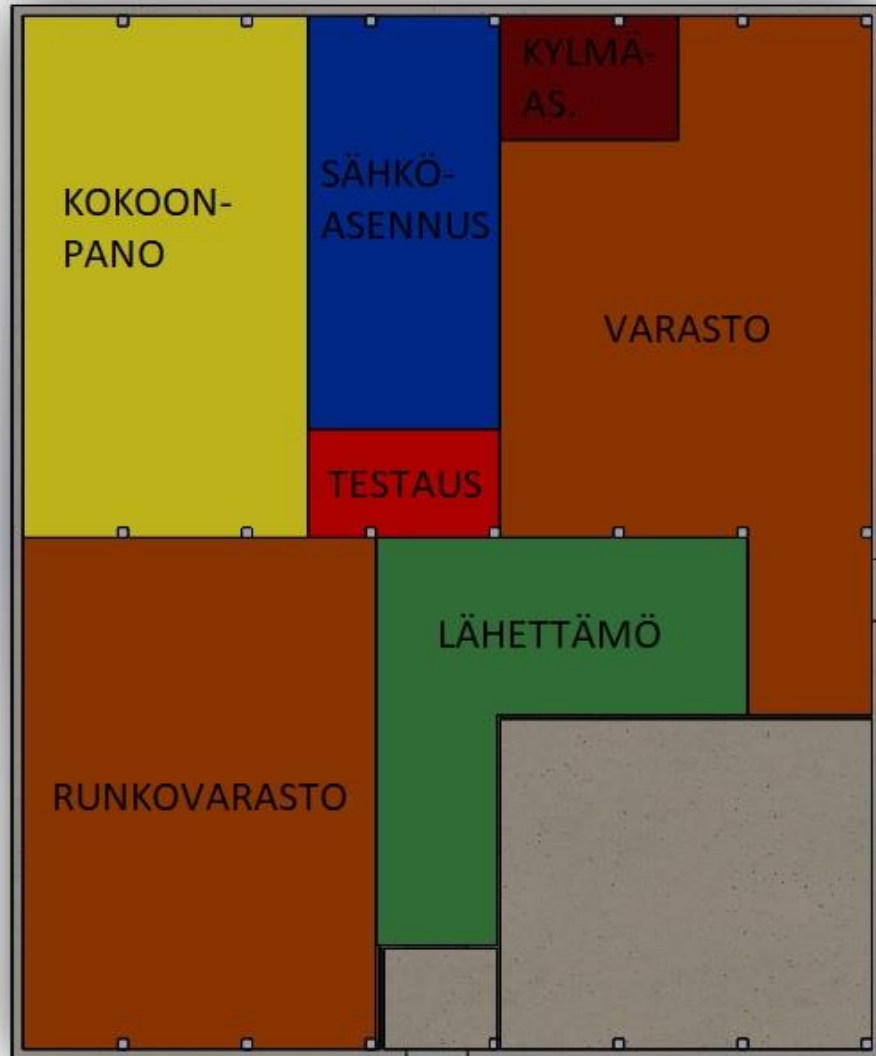 KYLMÄ-
AS.
SÄHKÖ-
ASENNUS
KOKOON-
PANO
VARASTO
TESTAUS
LÄHETTÄMÖ
RUNKOVARASTO